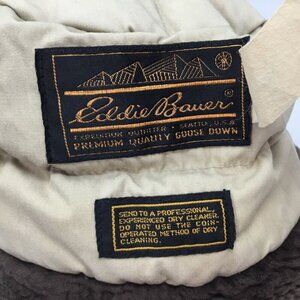 Eddie Bauer®
EXPEDITION OUTFITTER • SEATTLE, U.S.A.
PREMIUM QUALITY GOOSE DOWN
SEND TO A PROFESSIONAL,
EXPERIENCED DRY CLEANER.
DO NOT USE THE COIN-
OPERATED METHOD OF DRY
CLEANING.